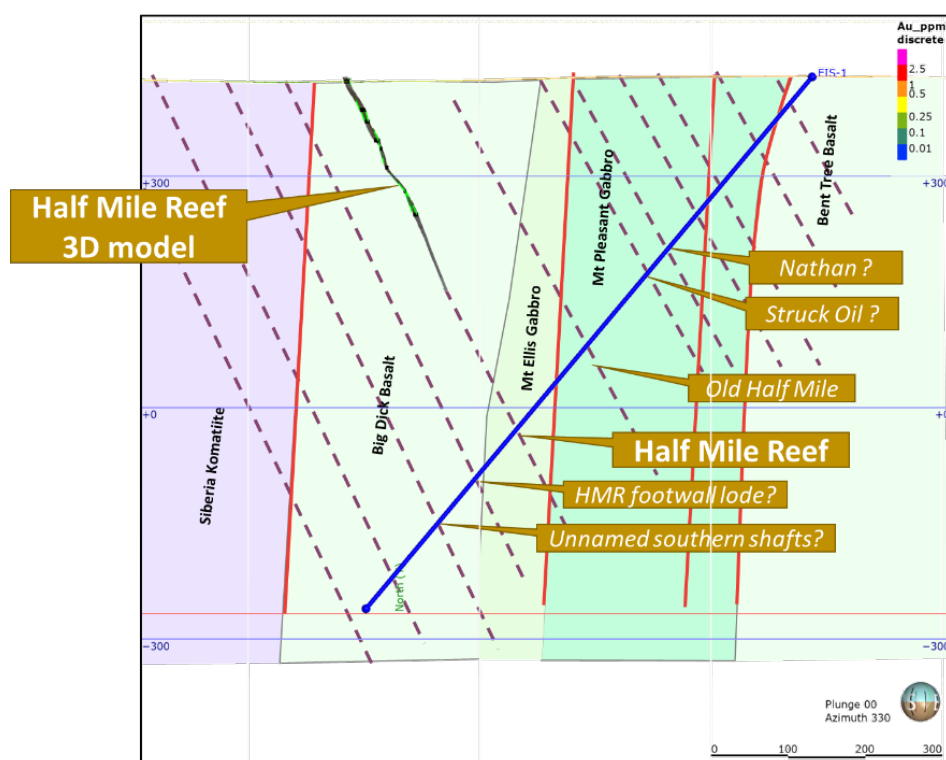 Au_ppm
discrete
2.5
1
0.5
0.25
0.1
0.01
EIS-1
+300
+300
Half Mile Reef
3D model
Mt Pleasant Gabbro
Bent Tree Basalt
Nathan ?
Struck Oil ?
Mt Ellis Gabbro
Big Dick Basalt
Old Half Mile
+0
+0
Siberia Komatiite
Half Mile Reef
HMR footwall lode?
Unnamed southern shafts?
North (
−300
−300
Plunge 00
Azimuth 330
0 100 200 300